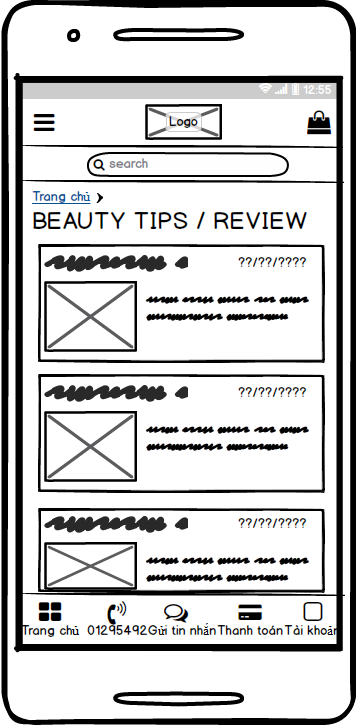 12:55
Logo
search
Trang chủ
BEAUTY TIPS / REVIEW
??/??/????
??/??/????
??/??/????
Trang chủ 01295492 Gửi tin nhắn Thanh toán Tài khoản